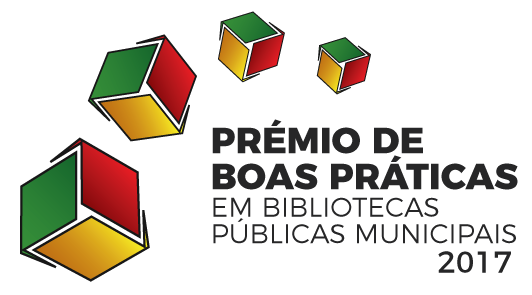 PRÉMIO DE
BOAS PRÁTICAS
EM BIBLIOTECAS
PÚBLICAS MUNICIPAIS
2017